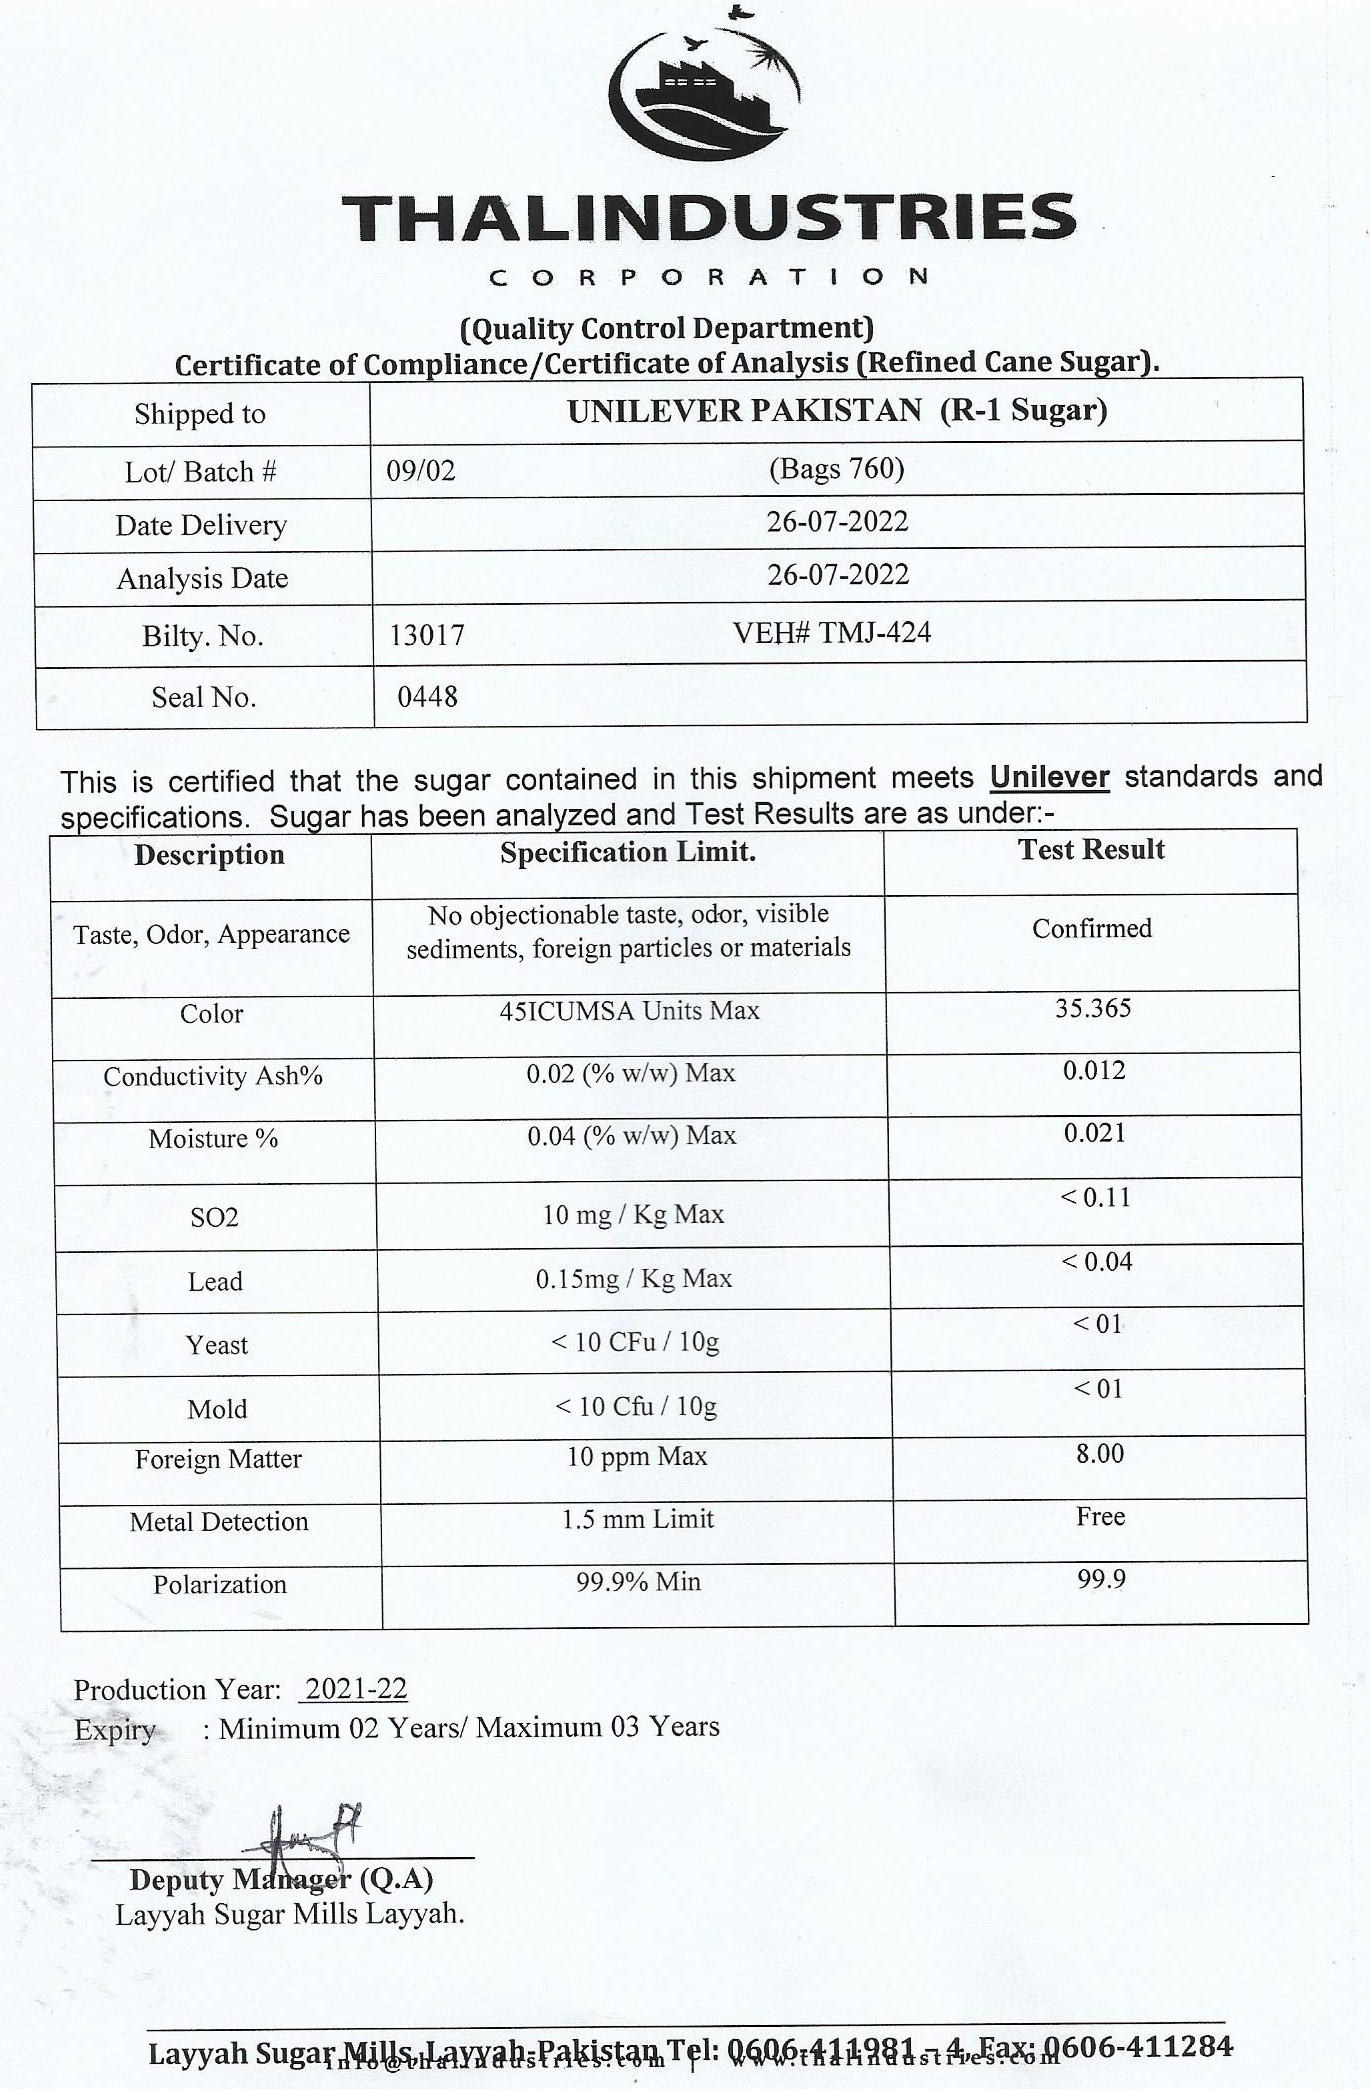 THALINDUSTRIES
CORPORATION
(Quality Control Department)
Certificate of Compliance/Certificate of Analysis (Refined Cane Sugar).
Shipped to UNILEVER PAKISTAN (R-1 Sugar)
Lot/ Batch # 09/02 (Bags 760)
Date Delivery 26-07-2022
Analysis Date 26-07-2022
Bilty. No. 13017 VEH# TMJ-424
Seal No. 0448
This is certified that the sugar contained in this shipment meets Unilever standards and
specifications. Sugar has been analyzed and Test Results are as under:-
Description Specification Limit. Test Result
Taste, Odor, Appearance No objectionable taste, odor, visible
sediments, foreign particles or materials Confirmed
Color 45ICUMSA Units Max 35.365
Conductivity Ash% 0.02 (% w/w) Max 0.012
Moisture % 0.04 (% w/w) Max 0.021
SO2 10 mg / Kg Max < 0.11
Lead 0.15mg / Kg Max < 0.04
Yeast < 10 CFu / 10g < 01
Mold < 10 Cfu / 10g < 01
Foreign Matter 10 ppm Max 8.00
Metal Detection 1.5 mm Limit Free
Polarization 99.9% Min 99.9
Production Year: 2021-22
Expiry : Minimum 02 Years/ Maximum 03 Years
Deputy Manager (Q.A)
Layyah Sugar Mills Layyah.
Layyah Sugar Mills, Layyah-Pakistan Tel: 0606-411981 – 4, Fax: 0606-411284
info@thalindustries.com | www.thalindustries.com